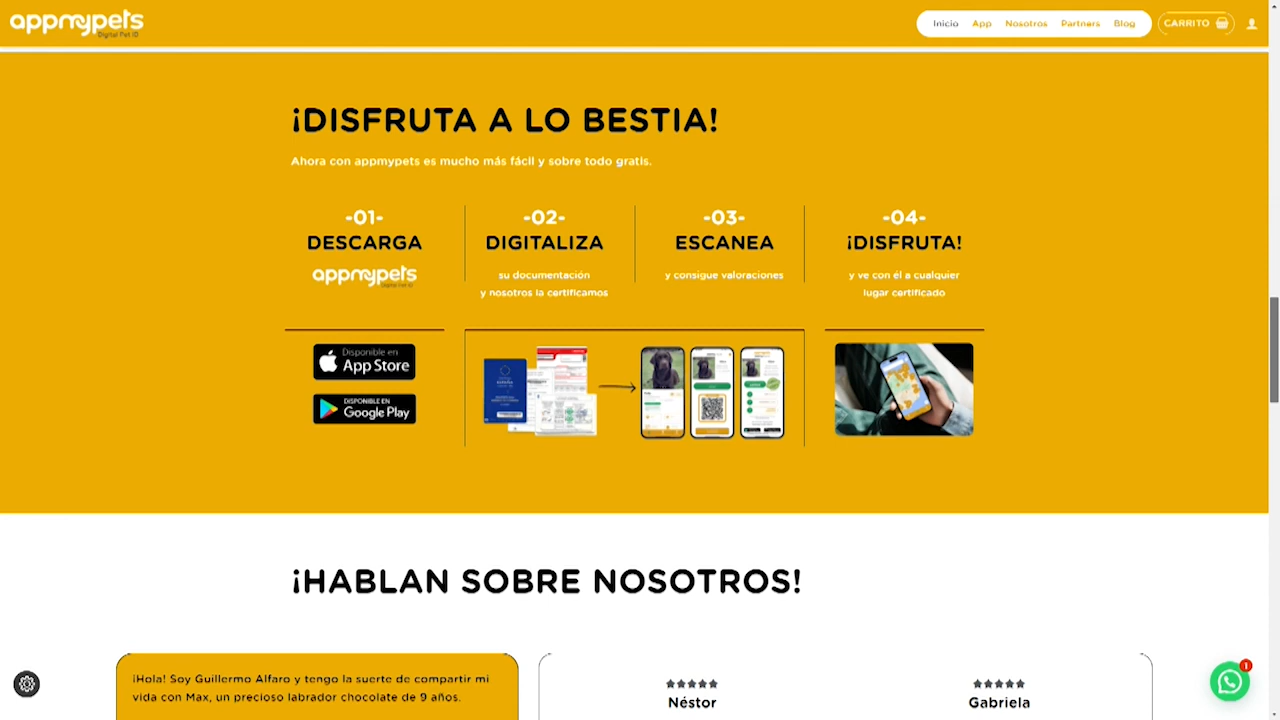 appmypets
Digital Pet ID
Inicio App Nosotros Partners Blog
CARRITO
¡DISFRUTA A LO BESTIA!
Ahora con appmypets es mucho más fácil y sobre todo gratis.
-01-
DESCARGA
appmypets
Digital Pet ID
-02-
DIGITALIZA
su documentación
y nosotros la certificamos
-03-
ESCANEA
y consigue valoraciones
-04-
¡DISFRUTA!
y ve con él a cualquier
lugar certificado
Disponible en
App Store
DISPONIBLE EN
Google Play
ESPAÑA
¡HABLAN SOBRE NOSOTROS!
¡Hola! Soy Guillermo Alfaro y tengo la suerte de compartir mi
vida con Max, un precioso labrador chocolate de 9 años.
Néstor
Gabriela
1